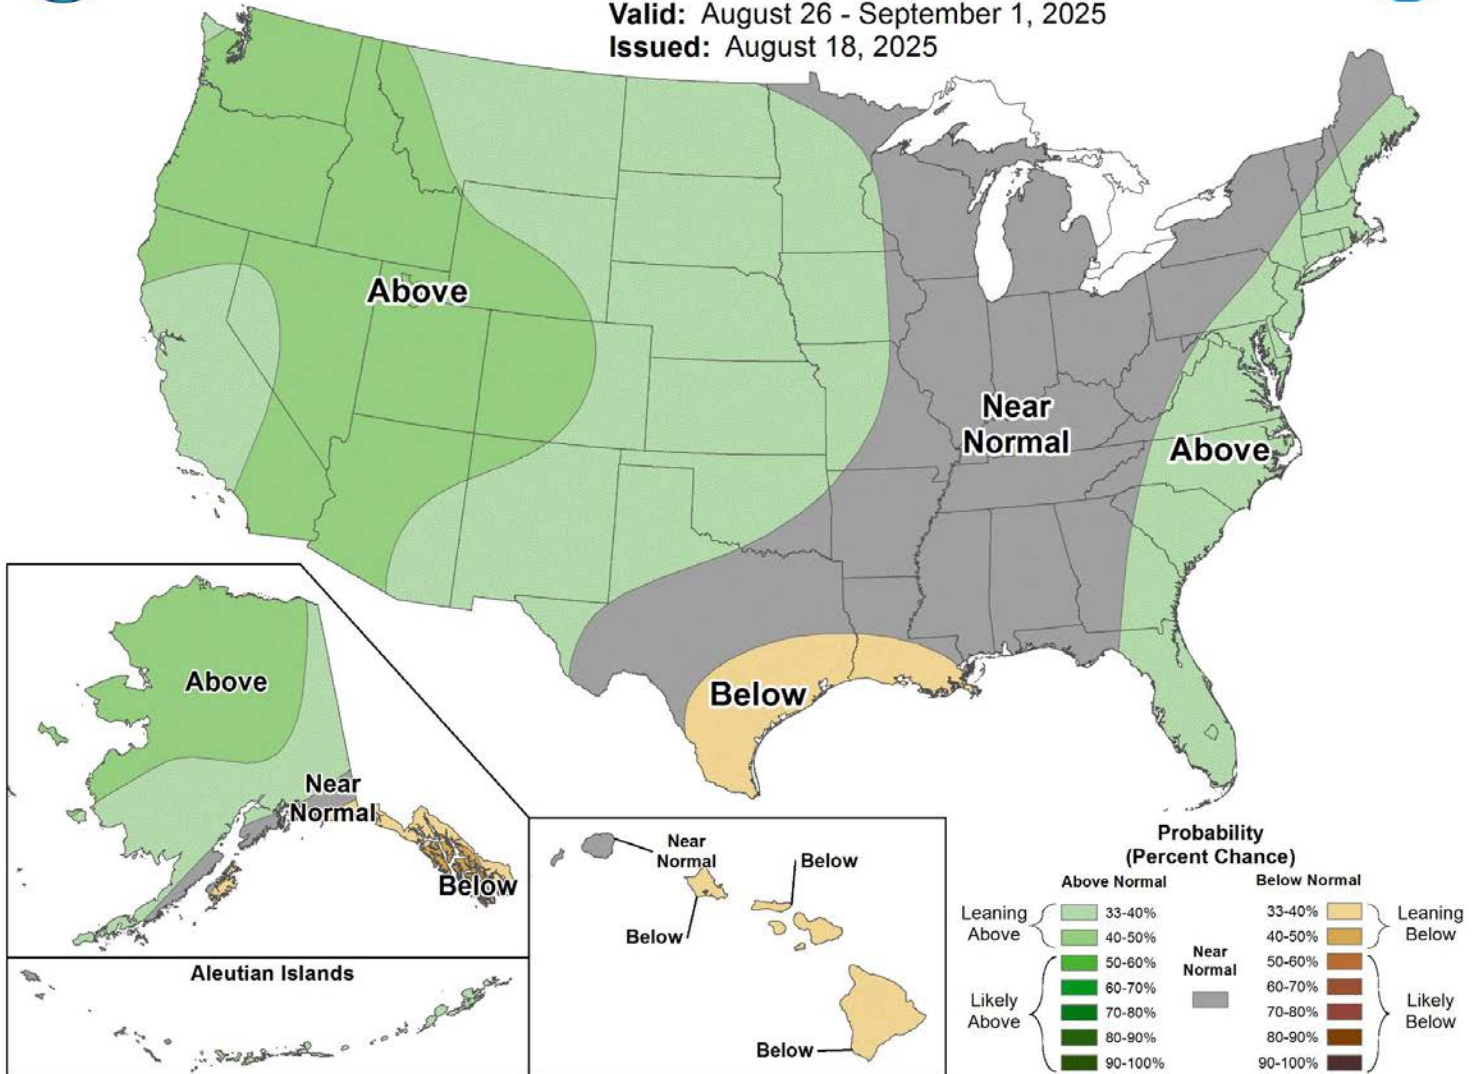 Valid: August 26 - September 1, 2025
Issued: August 18, 2025
Above
Near
Normal
Above
Below
Above
Near
Normal
Below
Aleutian Islands
Near
Normal
Below
Below
Below
Probability
(Percent Chance)
Above Normal
Below Normal
Leaning
Above
33-40%
40-50%
50-60%
60-70%
70-80%
80-90%
90-100%
Likely
Above
Near
Normal
33-40%
40-50%
50-60%
60-70%
70-80%
80-90%
90-100%
Leaning
Below
Likely
Below